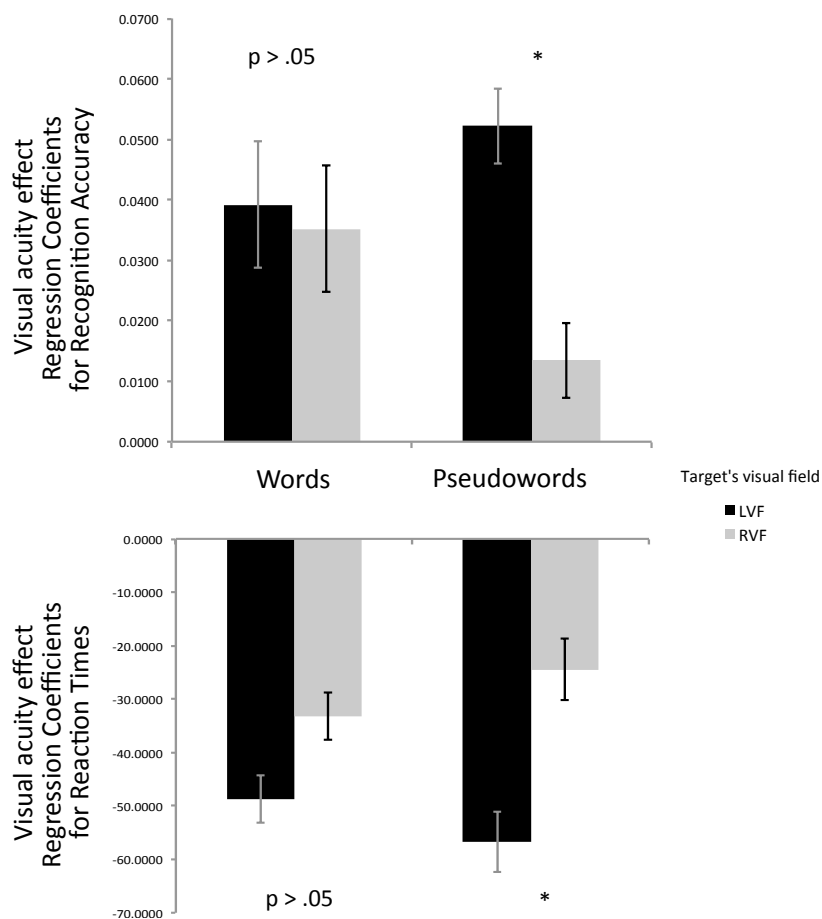 Visual acuity effect
Regression Coefficients
for Recognition Accuracy
0.0700
0.0600
0.0500
0.0400
0.0300
0.0200
0.0100
0.0000
p > .05
*
Words
Pseudowords
Target's visual field
LVF
RVF
Visual acuity effect
Regression Coefficients
for Reaction Times
0.0000
-10.0000
-20.0000
-30.0000
-40.0000
-50.0000
-60.0000
-70.0000
p > .05
*